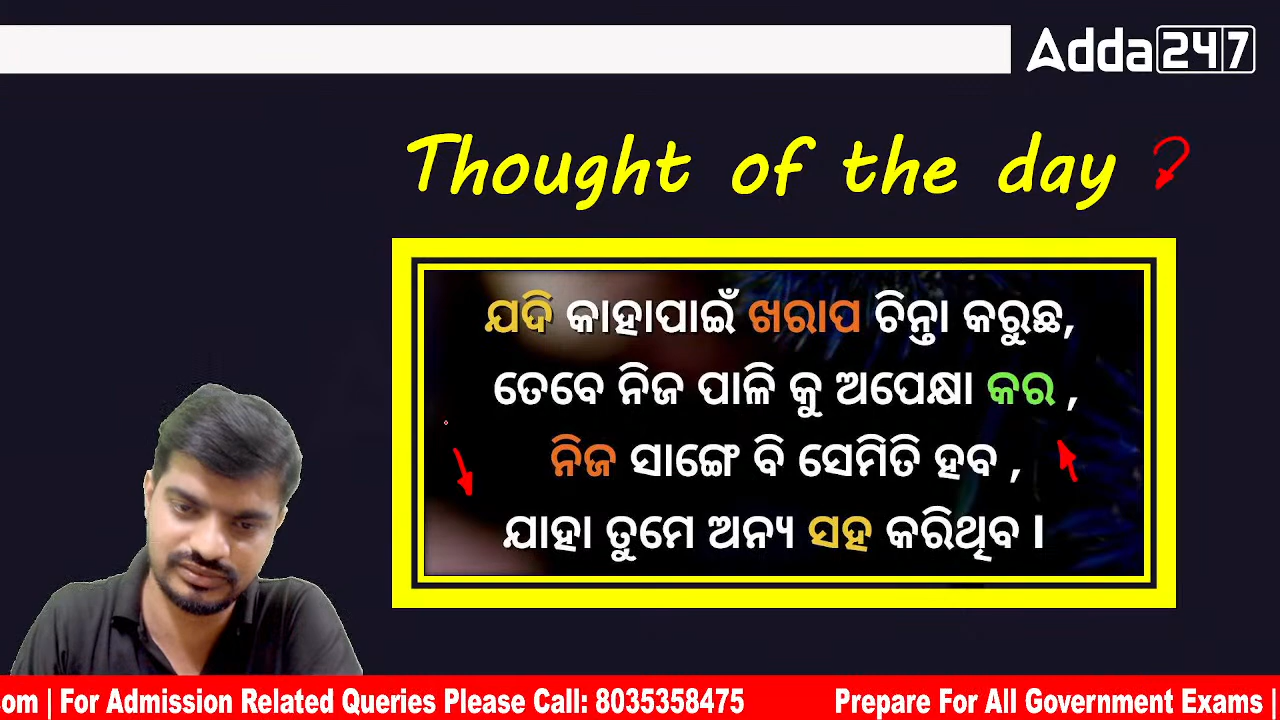 Adda247
Thought of the day ?
ଯଦି କାହାପାଇଁ ଖରାପ ଚିନ୍ତା କରୁଛ,
ତେବେ ନିଜ ପାଳି କୁ ଅପେକ୍ଷା କର ,
ନିଜ ସାଙ୍ଗେ ବି ସେମିତି ହବ ,
ଯାହା ତୁମେ ଅନ୍ୟ ସହ କରିଥିବ ।
om | For Admission Related Queries Please Call: 8035358475 Prepare For All Government Exams |